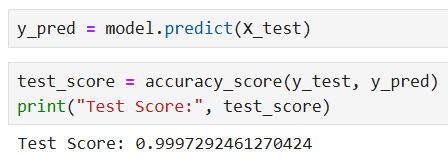 y_pred = model.predict(X_test)
test_score = accuracy_score(y_test, y_pred)
print("Test Score:", test_score)
Test Score: 0.9997292461270424